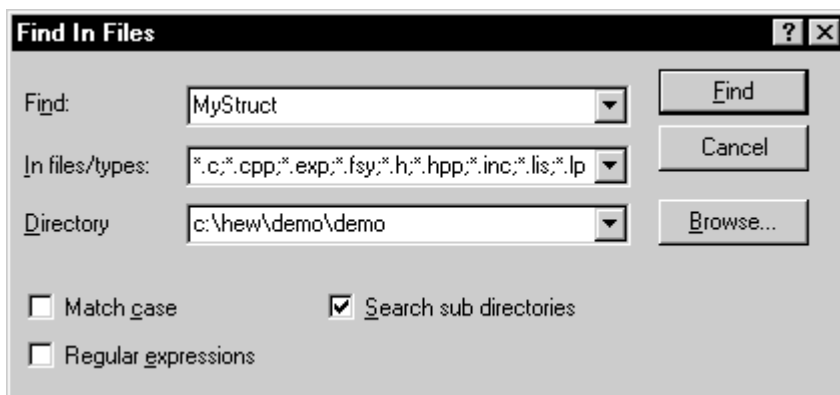 Find In Files
Find: MyStruct Find
In files/types: *.c;*.cpp;*.exp;*.fsy;*.h;*.hpp;*.inc;*.lis;*.lp Cancel
Directory c:\hew\demo\demo Browse...
Match case Search sub directories
Regular expressions